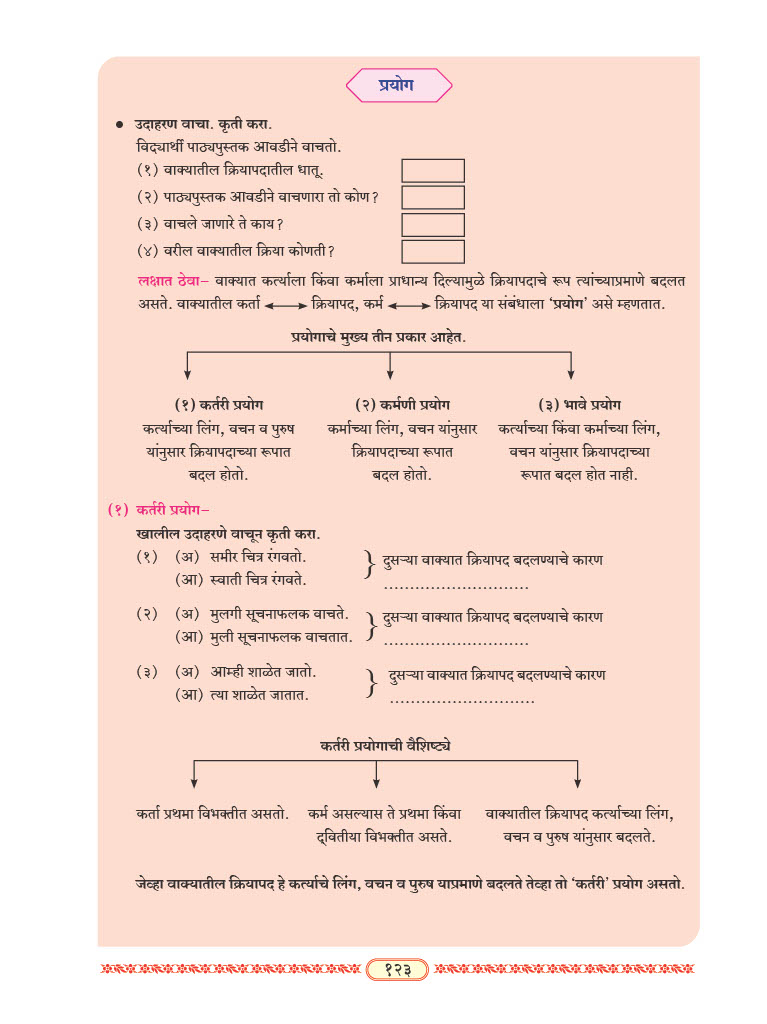 प्रयोग
● उदाहरण वाचा. कृती करा.
विद्यार्थी पाठ्यपुस्तक आवडीने वाचतो.
(१) वाक्यातील क्रियापदातील धातू.
(२) पाठ्यपुस्तक आवडीने वाचणारा तो कोण?
(३) वाचले जाणारे ते काय?
(४) वरील वाक्यातील क्रिया कोणती?
लक्षात ठेवा– वाक्यात कर्त्याला किंवा कर्माला प्राधान्य दिल्यामुळे क्रियापदाचे रूप त्यांच्याप्रमाणे बदलत
असते. वाक्यातील कर्ता ⟷ क्रियापद, कर्म ⟷ क्रियापद या संबंधाला ‘प्रयोग’ असे म्हणतात.
प्रयोगाचे मुख्य तीन प्रकार आहेत.
(१) कर्तरी प्रयोग (२) कर्मणी प्रयोग (३) भावे प्रयोग
कर्त्याच्या लिंग, वचन व पुरुष कर्माच्या लिंग, वचन यांनुसार कर्त्याच्या किंवा कर्माच्या लिंग,
यांनुसार क्रियापदाच्या रूपात क्रियापदाच्या रूपात वचन यांनुसार क्रियापदाच्या
बदल होतो. बदल होतो. रूपात बदल होत नाही.
(१) कर्तरी प्रयोग–
खालील उदाहरणे वाचून कृती करा.
(१) (अ) समीर चित्र रंगवतो. } दुसऱ्या वाक्यात क्रियापद बदलण्याचे कारण
(आ) स्वाती चित्र रंगवते. ............................
(२) (अ) मुलगी सूचनाफलक वाचते. } दुसऱ्या वाक्यात क्रियापद बदलण्याचे कारण
(आ) मुली सूचनाफलक वाचतात. ............................
(३) (अ) आम्ही शाळेत जातो. } दुसऱ्या वाक्यात क्रियापद बदलण्याचे कारण
(आ) त्या शाळेत जातात. ............................
कर्तरी प्रयोगाची वैशिष्ट्ये
कर्ता प्रथमा विभक्तीत असतो. कर्म असल्यास ते प्रथमा किंवा वाक्यातील क्रियापद कर्त्याच्या लिंग,
द्‌वितीया विभक्तीत असते. वचन व पुरुष यांनुसार बदलते.
जेव्हा वाक्यातील क्रियापद हे कर्त्याचे लिंग, वचन व पुरुष याप्रमाणे बदलते तेव्हा तो ‘कर्तरी’ प्रयोग असतो.
१२३